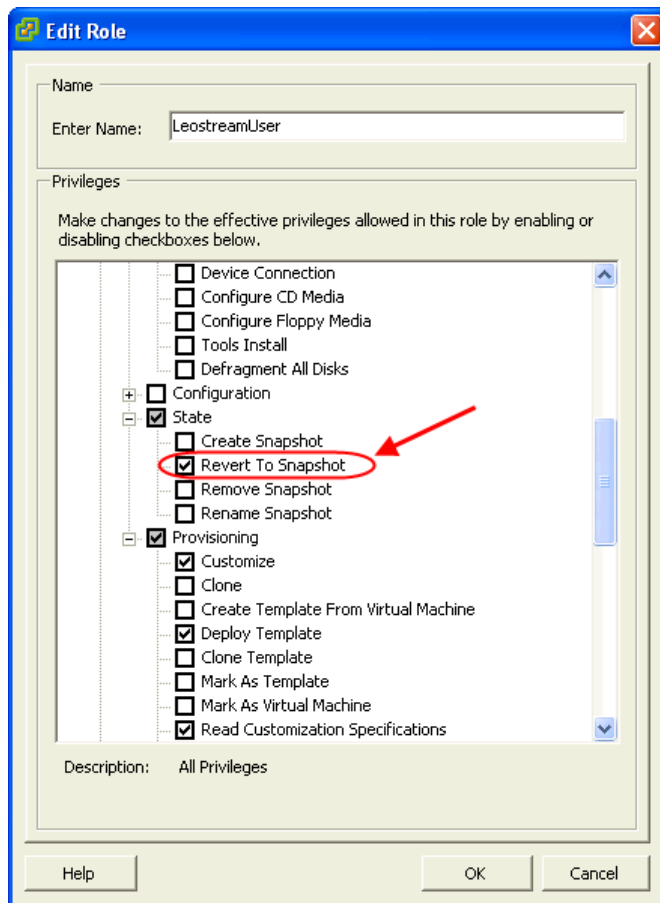 Edit Role
Name
Enter Name:
LeostreamUser
Privileges
Make changes to the effective privileges allowed in this role by enabling or
disabling checkboxes below.
Device Connection
Configure CD Media
Configure Floppy Media
Tools Install
Defragment All Disks
Configuration
State
Create Snapshot
Revert To Snapshot
Remove Snapshot
Rename Snapshot
Provisioning
Customize
Clone
Create Template From Virtual Machine
Deploy Template
Clone Template
Mark As Template
Mark As Virtual Machine
Read Customization Specifications
Description: All Privileges
Help
OK
Cancel